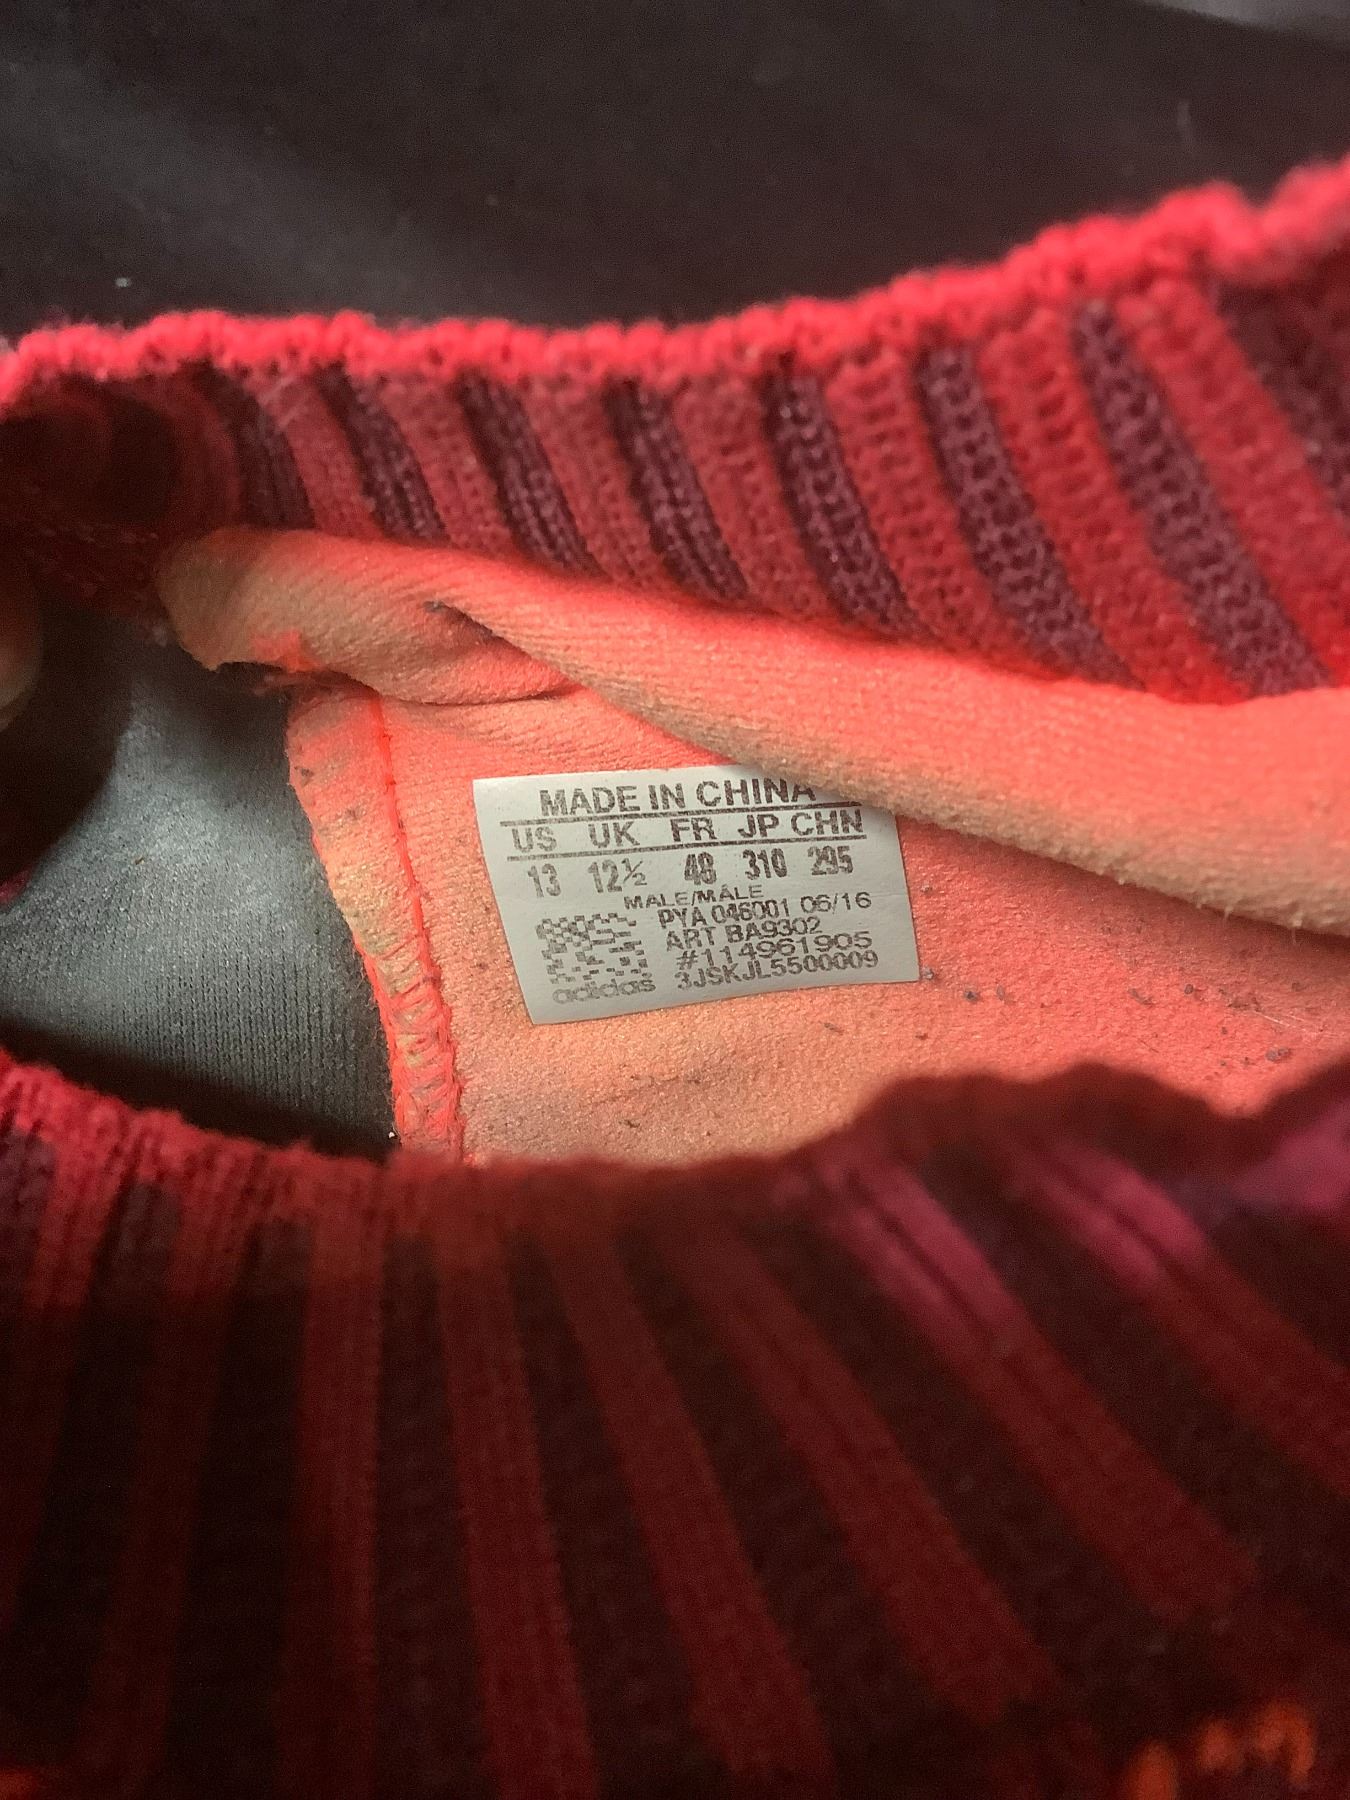 MADE IN CHINA
US UK FR JP CHN
13 12½ 48 310 295
MALE/MÂLE
PYA 046001 06/16
ART BA9302
#114961905
3JSKJL5500009
adidas